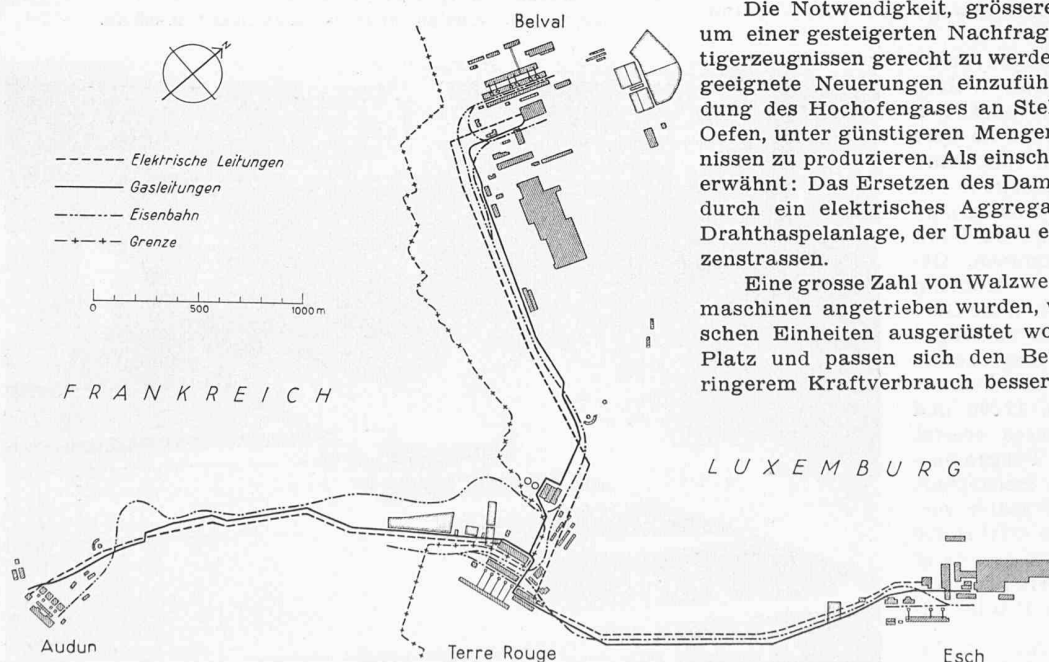 Belval
N
Elektrische Leitungen
Gasleitungen
Eisenbahn
Grenze
0 500 1000 m
FRANKREICH
LUXEMBURG
Audun
Terre Rouge
Esch
Die Notwendigkeit, grössere
um einer gesteigerten Nachfrag
tigerzeugnissen gerecht zu werde
geeignete Neuerungen einzufüh
dung des Hochofengases an Stel
Oefen, unter günstigeren Mengen
nissen zu produzieren. Als einsch
erwähnt: Das Ersetzen des Dam
durch ein elektrisches Aggrega
Drahthaspelanlage, der Umbau e
zenstrassen.
Eine grosse Zahl von Walzwe
maschinen angetrieben wurden, v
schen Einheiten ausgerüstet wo
Platz und passen sich den Be
ringerem Kraftverbrauch besser